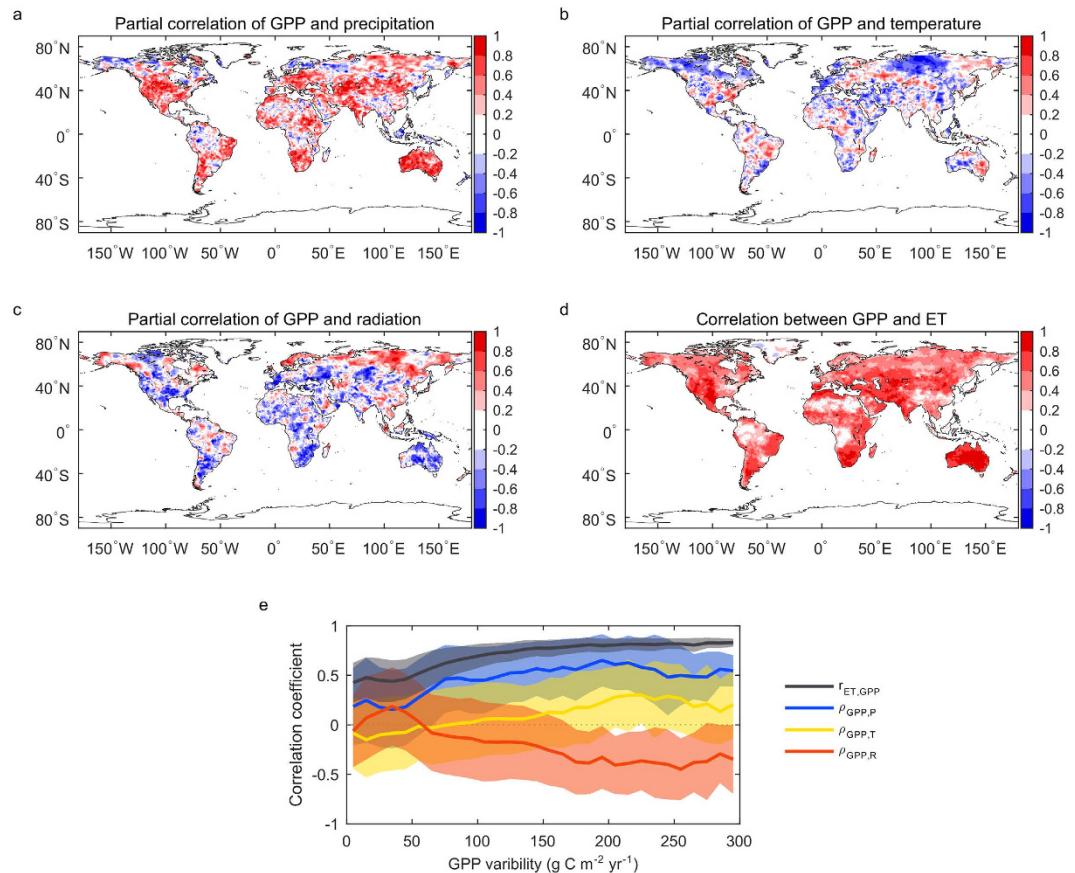 a
Partial correlation of GPP and precipitation
80°N
40°N
0°
40°S
80°S
150°W 100°W 50°W 0° 50°E 100°E 150°E
1
0.8
0.6
0.4
0.2
0
-0.2
-0.4
-0.6
-0.8
-1
b
Partial correlation of GPP and temperature
80°N
40°N
0°
40°S
80°S
150°W 100°W 50°W 0° 50°E 100°E 150°E
1
0.8
0.6
0.4
0.2
0
-0.2
-0.4
-0.6
-0.8
-1
c
Partial correlation of GPP and radiation
80°N
40°N
0°
40°S
80°S
150°W 100°W 50°W 0° 50°E 100°E 150°E
1
0.8
0.6
0.4
0.2
0
-0.2
-0.4
-0.6
-0.8
-1
d
Correlation between GPP and ET
80°N
40°N
0°
40°S
80°S
150°W 100°W 50°W 0° 50°E 100°E 150°E
1
0.8
0.6
0.4
0.2
0
-0.2
-0.4
-0.6
-0.8
-1
e
Correlation coefficient
1
0.5
0
-0.5
-1
0 50 100 150 200 250 300
GPP varibility (g C m⁻² yr⁻¹)
r_ET,GPP
ρ_GPP,P
ρ_GPP,T
ρ_GPP,R